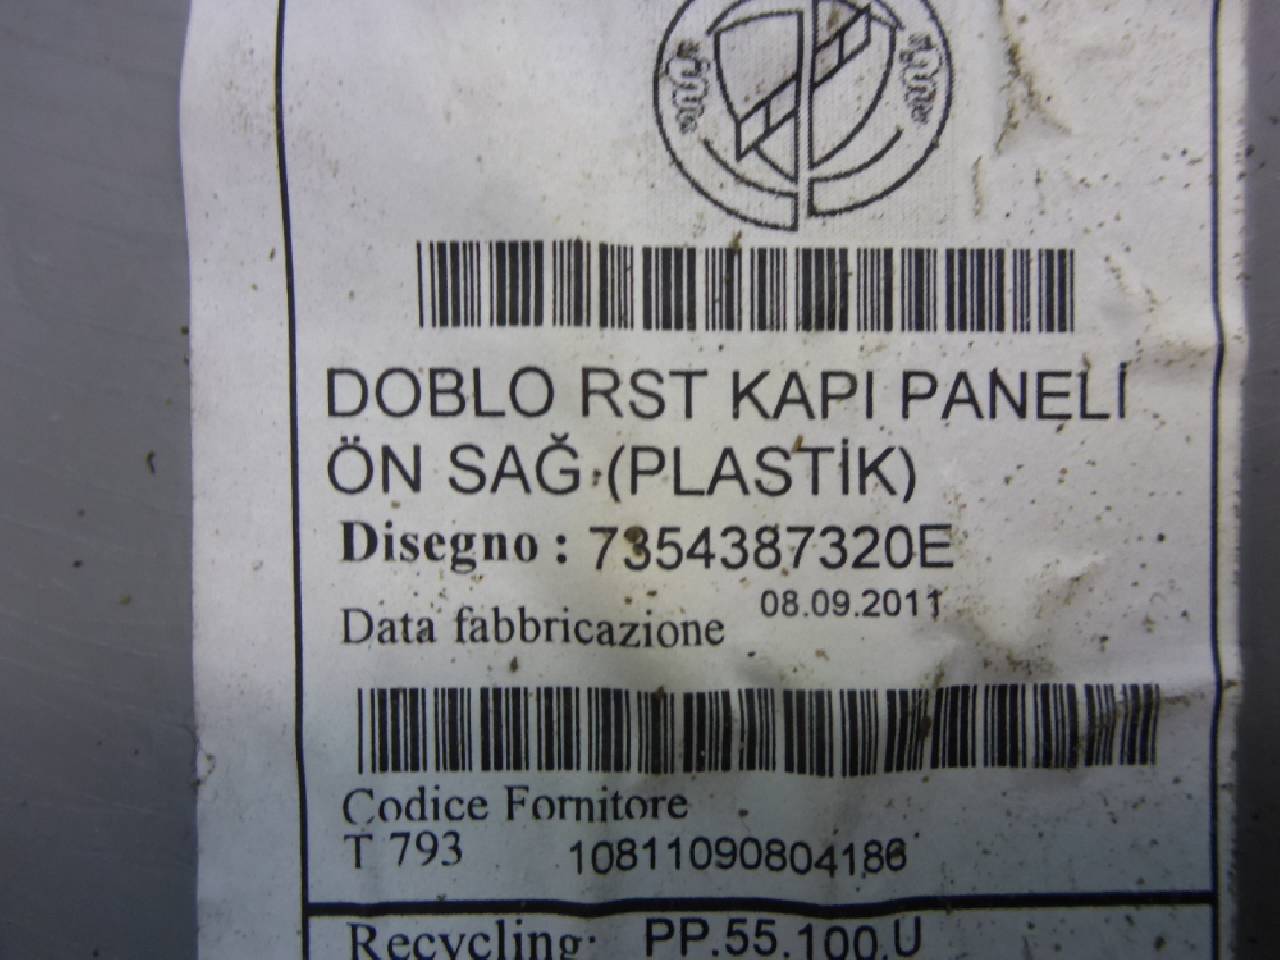 DOBLO RST KAPI PANELİ
ÖN SAĞ (PLASTİK)
Disegno : 7354387320E
Data fabbricazione 08.09.2011
Codice Fornitore
T 793 10811090804186
Recycling: PP.55.100.U